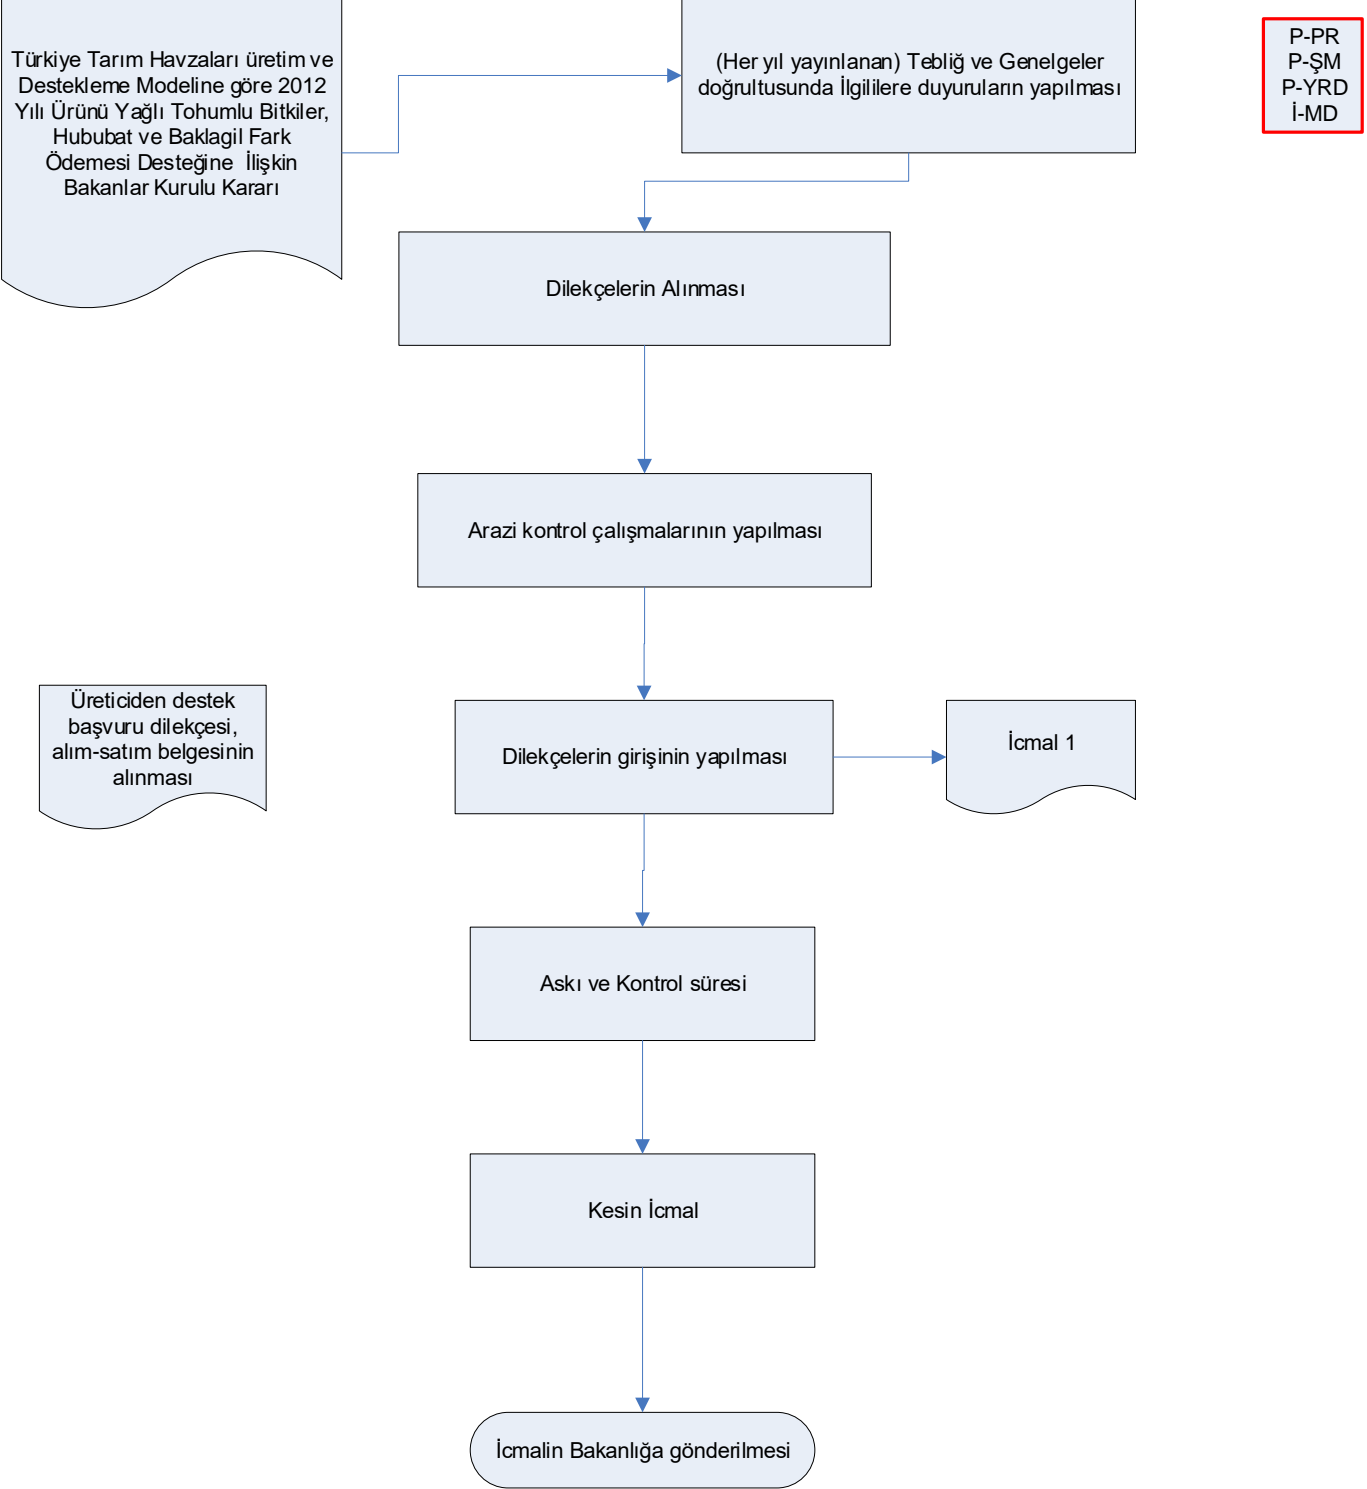 Türkiye Tarım Havzaları üretim ve
Destekleme Modeline göre 2012
Yılı Ürünü Yağlı Tohumlu Bitkiler,
Hububat ve Baklagil Fark
Ödemesi Desteğine İlişkin
Bakanlar Kurulu Kararı
(Her yıl yayınlanan) Tebliğ ve Genelgeler
doğrultusunda İlgililere duyuruların yapılması
P-PR
P-ŞM
P-YRD
İ-MD
Dilekçelerin Alınması
Arazi kontrol çalışmalarının yapılması
Üreticiden destek
başvuru dilekçesi,
alım-satım belgesinin
alınması
Dilekçelerin girişinin yapılması
İcmal 1
Askı ve Kontrol süresi
Kesin İcmal
İcmalin Bakanlığa gönderilmesi